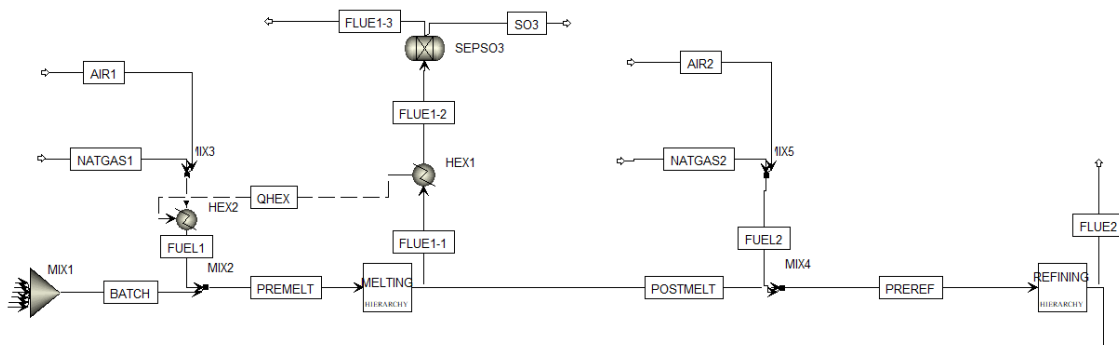 FLUE1-3
SO3
SEPSO3
AIR1
AIR2
FLUE1-2
NATGAS1
MIX3
HEX1
NATGAS2
MIX5
QHEX
HEX2
FLUE2
FUEL1
FLUE1-1
FUEL2
MIX1
MIX2
MIX4
BATCH
PREMELT
MELTING
HIERARCHY
POSTMELT
PREREF
REFINING
HIERARCHY